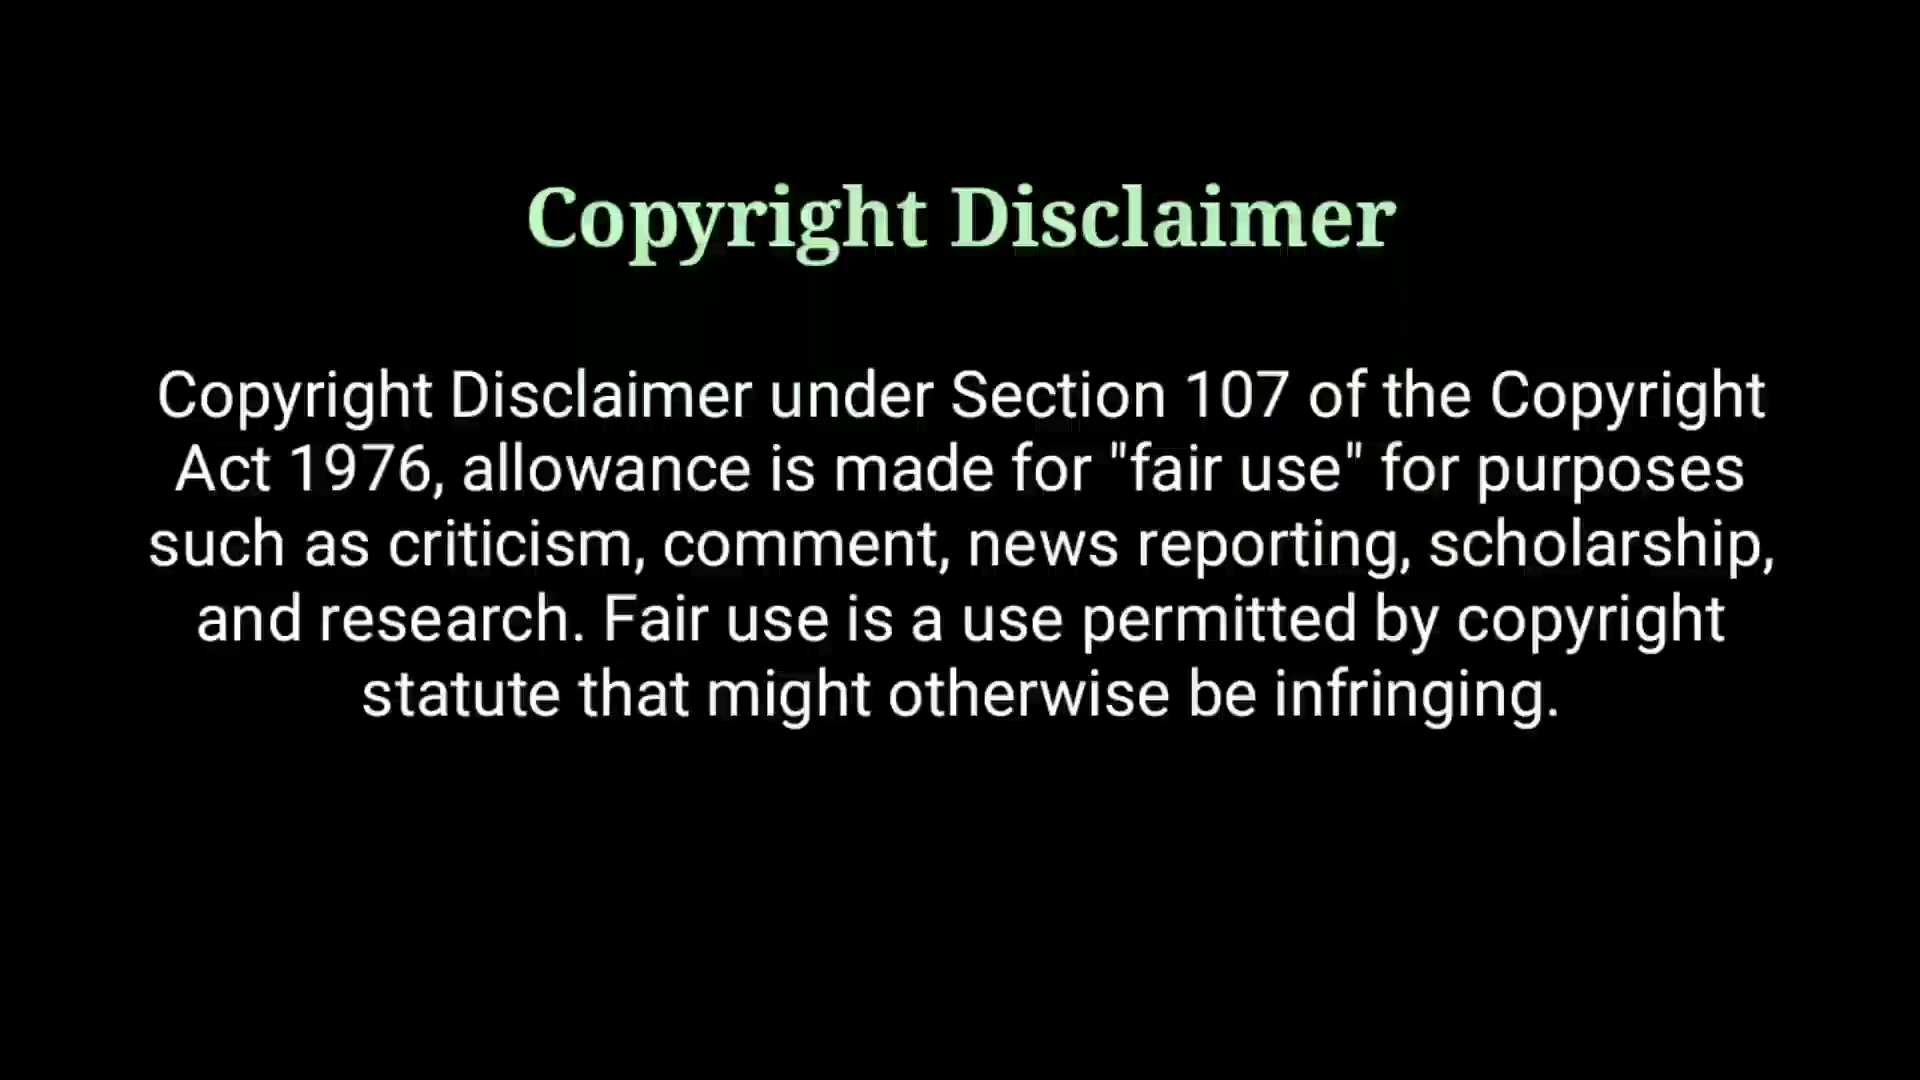 Copyright Disclaimer
Copyright Disclaimer under Section 107 of the Copyright
Act 1976, allowance is made for "fair use" for purposes
such as criticism, comment, news reporting, scholarship,
and research. Fair use is a use permitted by copyright
statute that might otherwise be infringing.